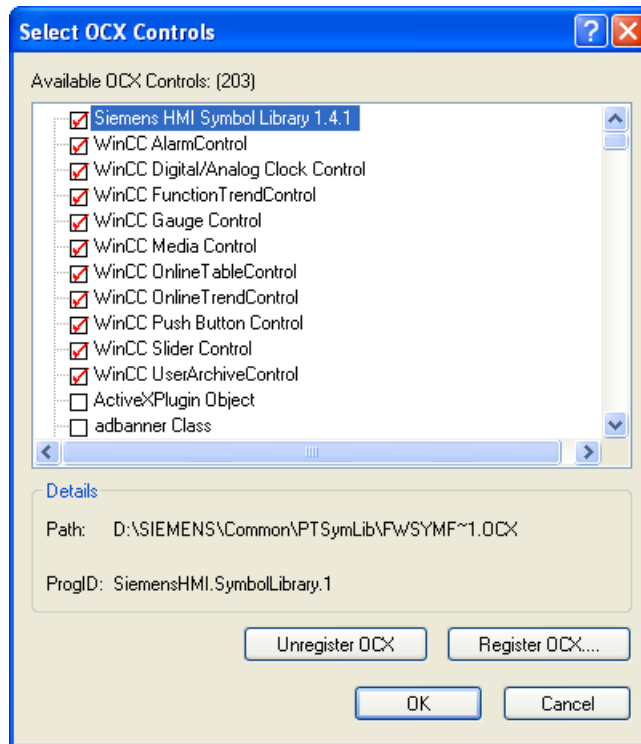 Select OCX Controls
Available OCX Controls: (203)
Siemens HMI Symbol Library 1.4.1
WinCC AlarmControl
WinCC Digital/Analog Clock Control
WinCC FunctionTrendControl
WinCC Gauge Control
WinCC Media Control
WinCC OnlineTableControl
WinCC OnlineTrendControl
WinCC Push Button Control
WinCC Slider Control
WinCC UserArchiveControl
ActiveXPlugin Object
adbanner Class
Details
Path: D:\SIEMENS\Common\PTSymLib\FWSYMF~1.OCX
ProgID: SiemensHMI.SymbolLibrary.1
Unregister OCX Register OCX....
OK Cancel